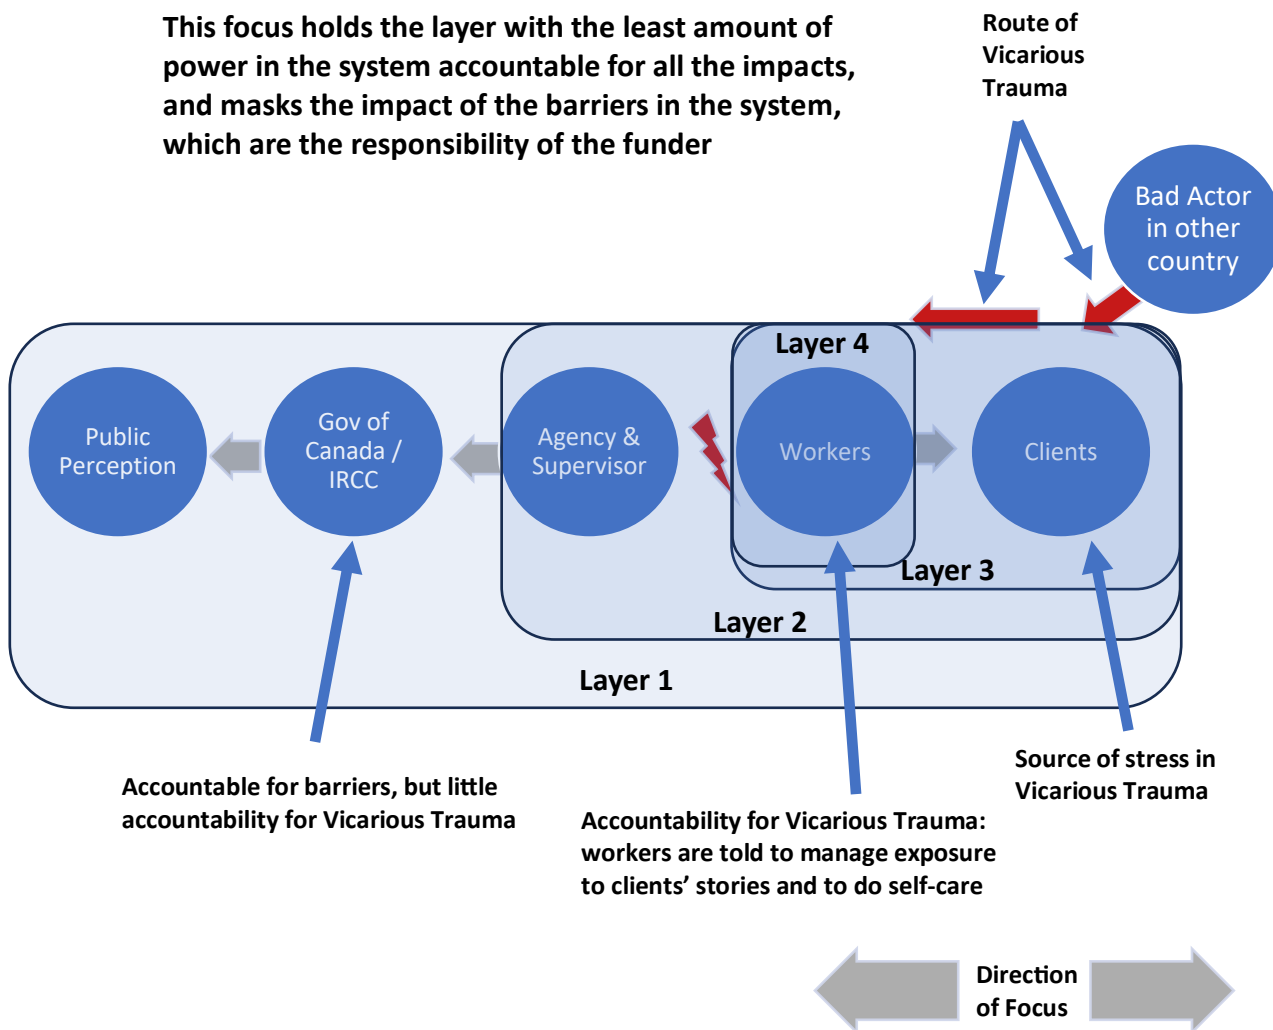 This focus holds the layer with the least amount of
power in the system accountable for all the impacts,
and masks the impact of the barriers in the system,
which are the responsibility of the funder
Route of
Vicarious
Trauma
Bad Actor
in other
country
Layer 4
Public
Perception
Gov of
Canada /
IRCC
Agency &
Supervisor
Workers
Clients
Layer 3
Layer 2
Layer 1
Accountable for barriers, but little
accountability for Vicarious Trauma
Accountability for Vicarious Trauma:
workers are told to manage exposure
to clients’ stories and to do self-care
Source of stress in
Vicarious Trauma
Direction
of Focus